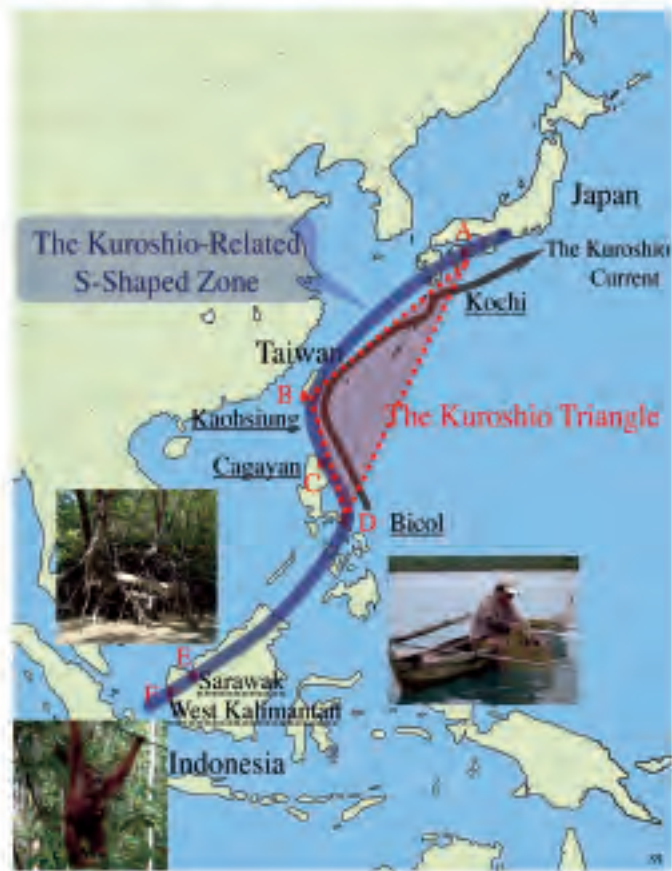 Japan
A
The Kuroshio-Related
S-Shaped Zone
The Kuroshio
Current
Kochi
Taiwan
B
The Kuroshio Triangle
Kaohsiung
Cagayan
C
D
Bicol
E
Sarawak
F
West Kalimantan
Indonesia